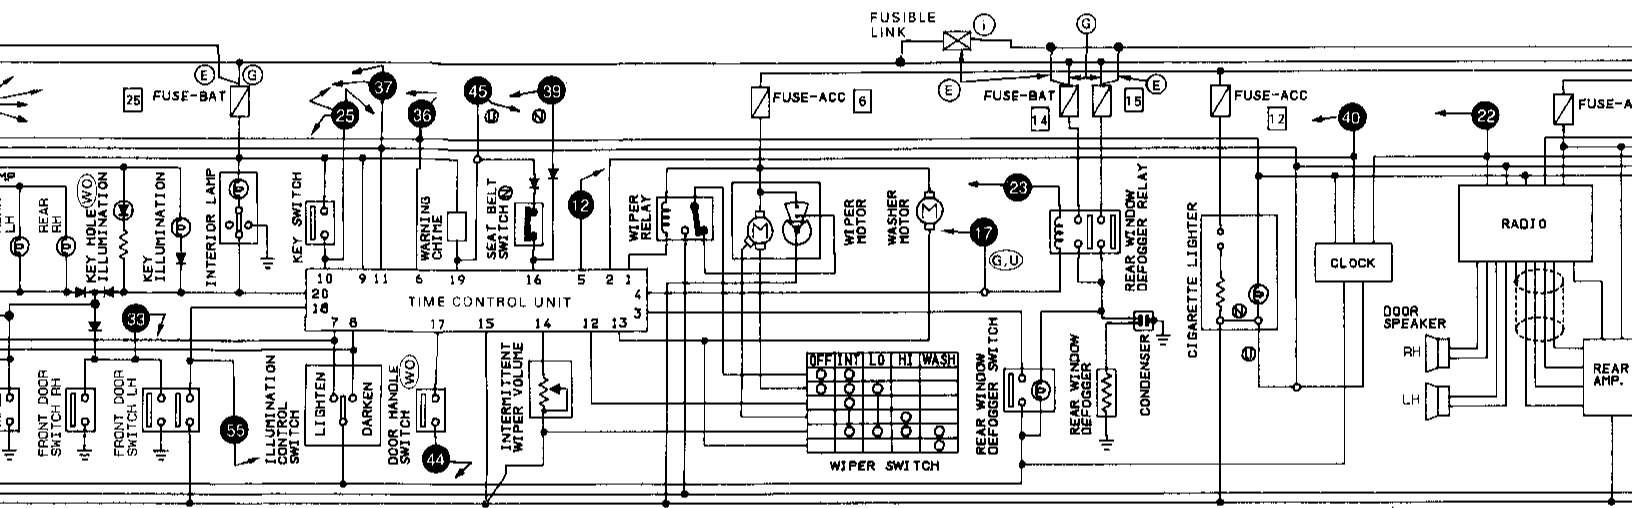 FUSIBLE
LINK
i
G
E
G
25
FUSE-BAT
37
25
36
45
39
U
N
FUSE-ACC
6
E
FUSE-BAT
14
15
E
FUSE-ACC
12
40
22
LH
REAR
RH
KEY HOLE
ILLUMINATION
WO
KEY
ILLUMINATION
INTERIOR LAMP
KEY SWITCH
WARNING
CHIME
SEAT BELT
SWITCH
N
12
WIPER
RELAY
WIPER
MOTOR
WASHER
MOTOR
23
17
G,U
REAR WINDOW
DEFOGGER RELAY
CIGARETTE LIGHTER
N
U
CLOCK
RADIO
10
9
11
6
19
16
5
2
1
20
18
TIME CONTROL UNIT
4
3
7
8
17
15
14
12
13
33
FRONT DOOR
SWITCH RH
FRONT DOOR
SWITCH LH
55
ILLUMINATION
CONTROL
SWITCH
LIGHTEN
DARKEN
DOOR HANDLE
SWITCH
WO
44
INTERMITTENT
WIPER VOLUME
OFF INT LO HI WASH
WIPER SWITCH
REAR WINDOW
DEFOGGER SWITCH
REAR WINDOW
DEFOGGER
CONDENSER
DOOR
SPEAKER
RH
LH
REAR
AMP.